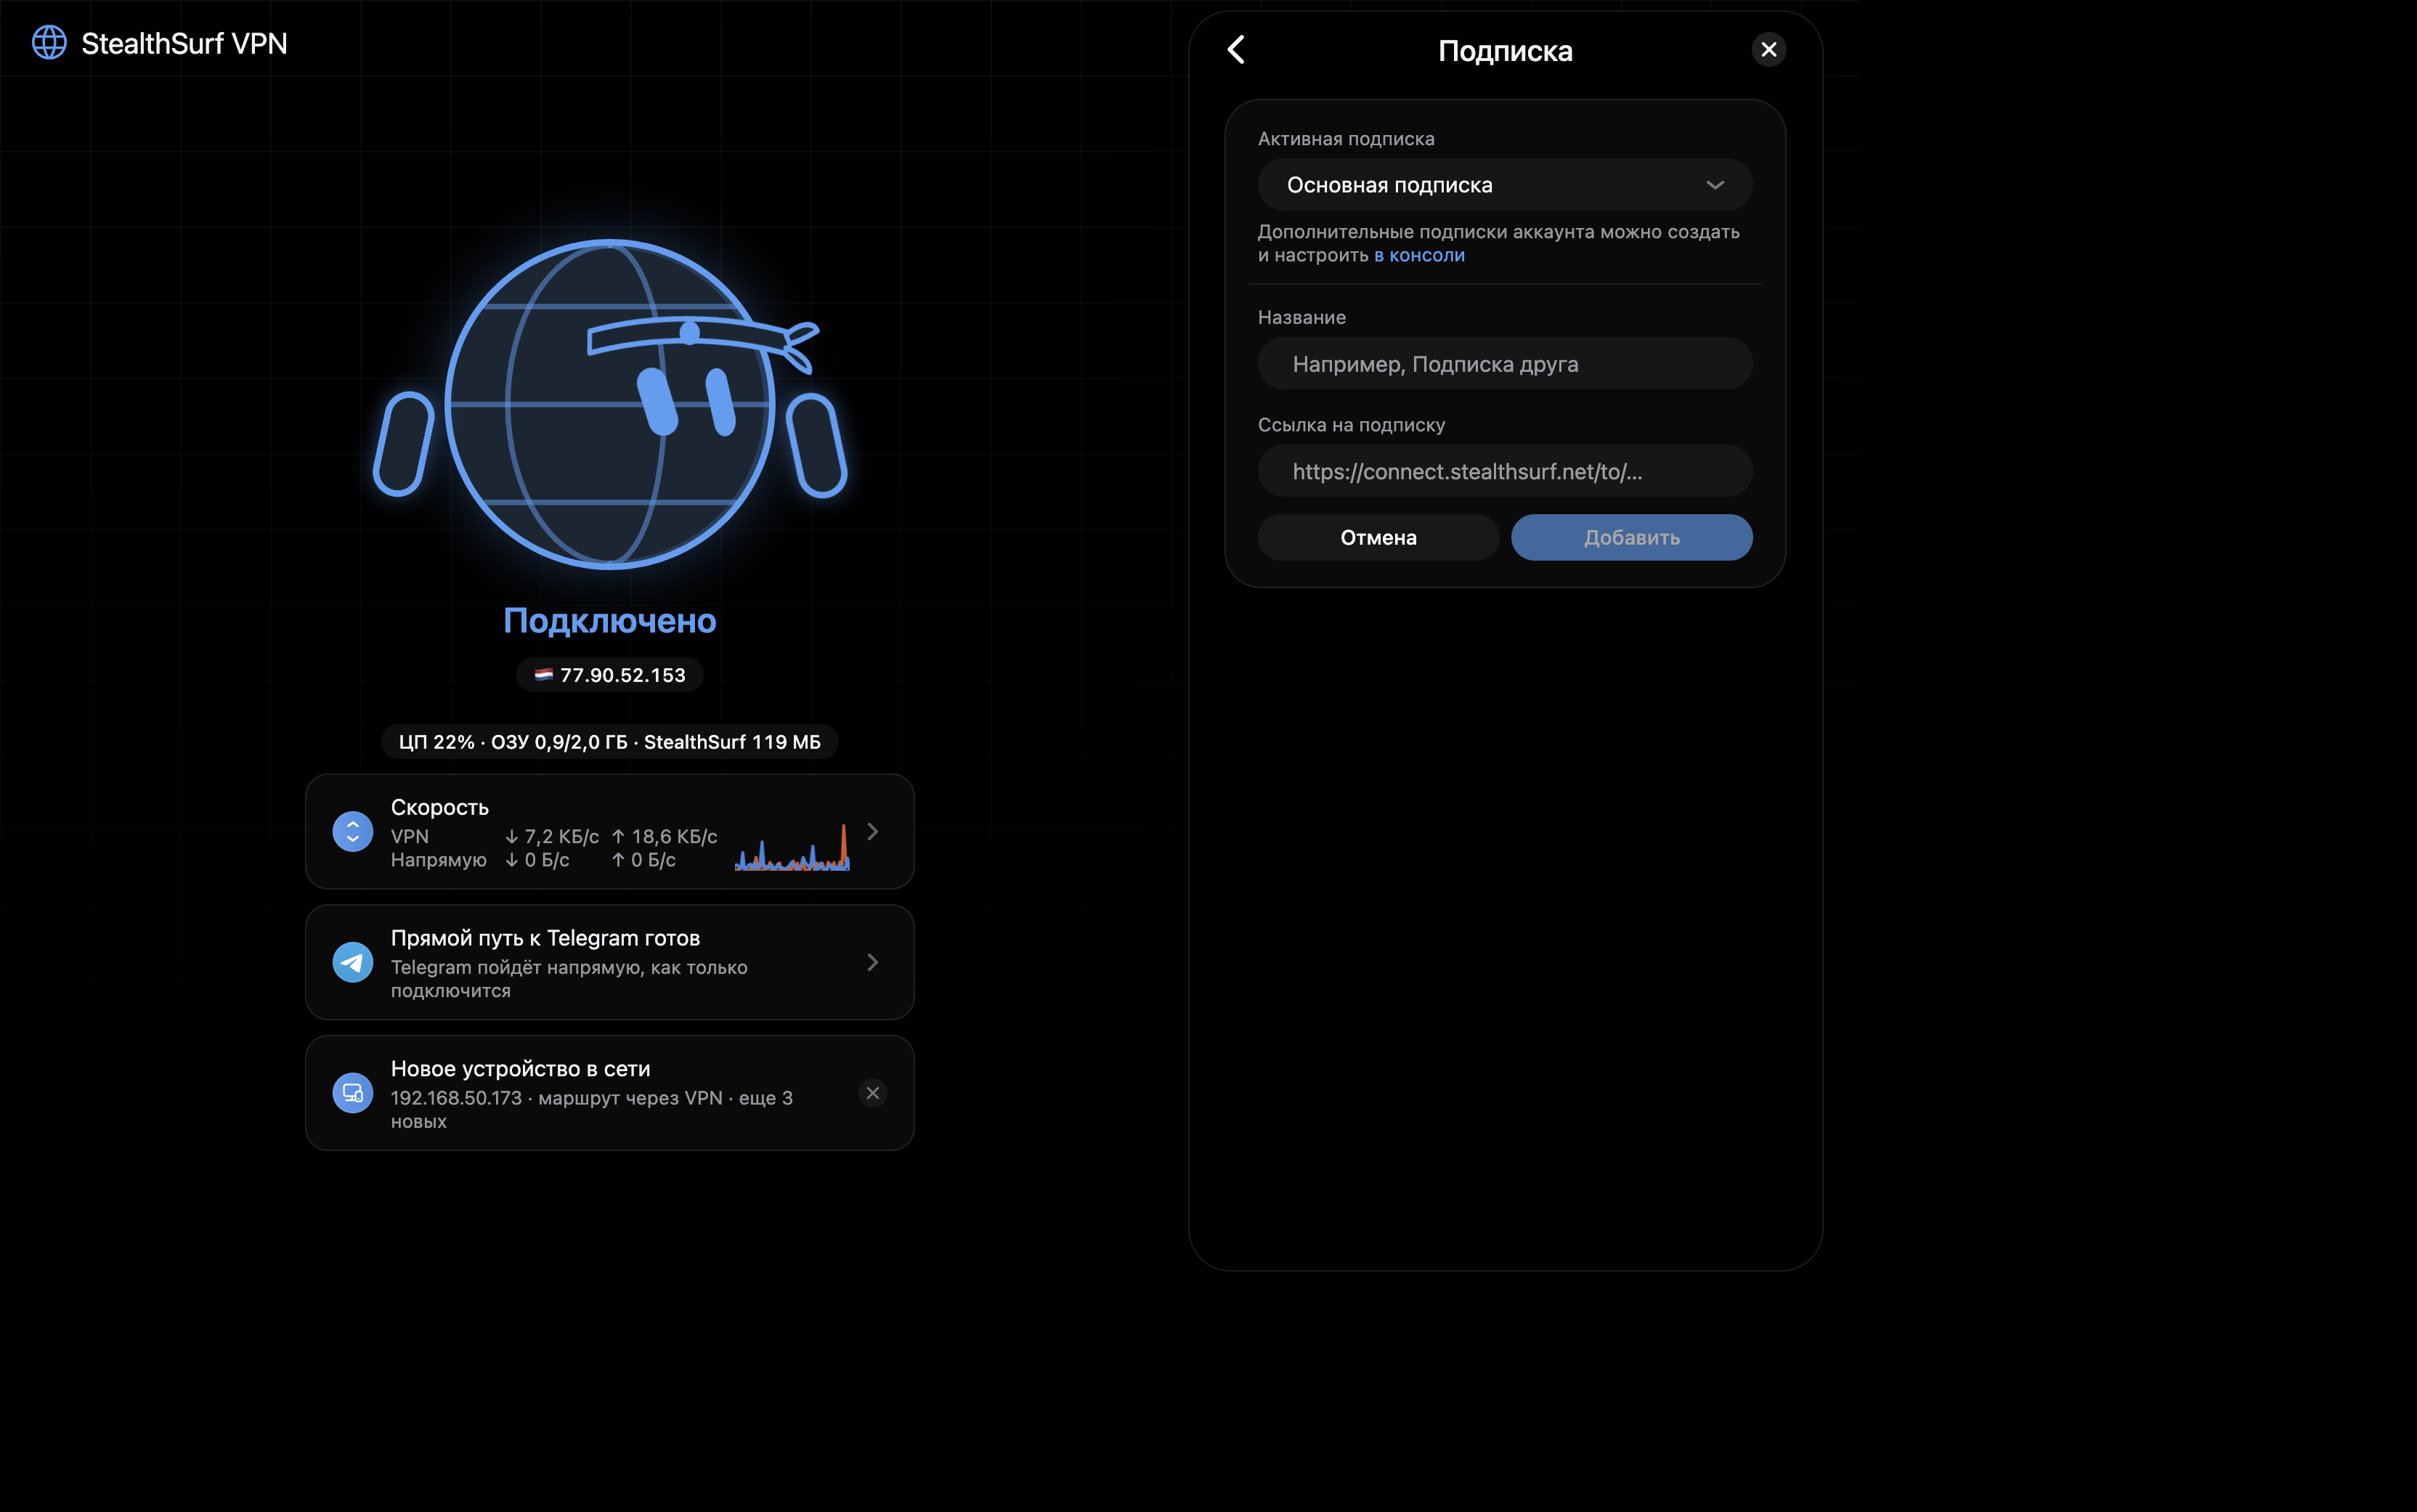 StealthSurf VPN
Подключено
77.90.52.153
ЦП 22% · ОЗУ 0,9/2,0 ГБ · StealthSurf 119 МБ
Скорость
VPN ↓ 7,2 КБ/с ↑ 18,6 КБ/с
Напрямую ↓ 0 Б/с ↑ 0 Б/с
Прямой путь к Telegram готов
Telegram пойдёт напрямую, как только
подключится
Новое устройство в сети
192.168.50.173 · маршрут через VPN · еще 3
новых
Подписка
Активная подписка
Основная подписка
Дополнительные подписки аккаунта можно создать
и настроить в консоли
Название
Например, Подписка друга
Ссылка на подписку
https://connect.stealthsurf.net/to/...
Отмена
Добавить